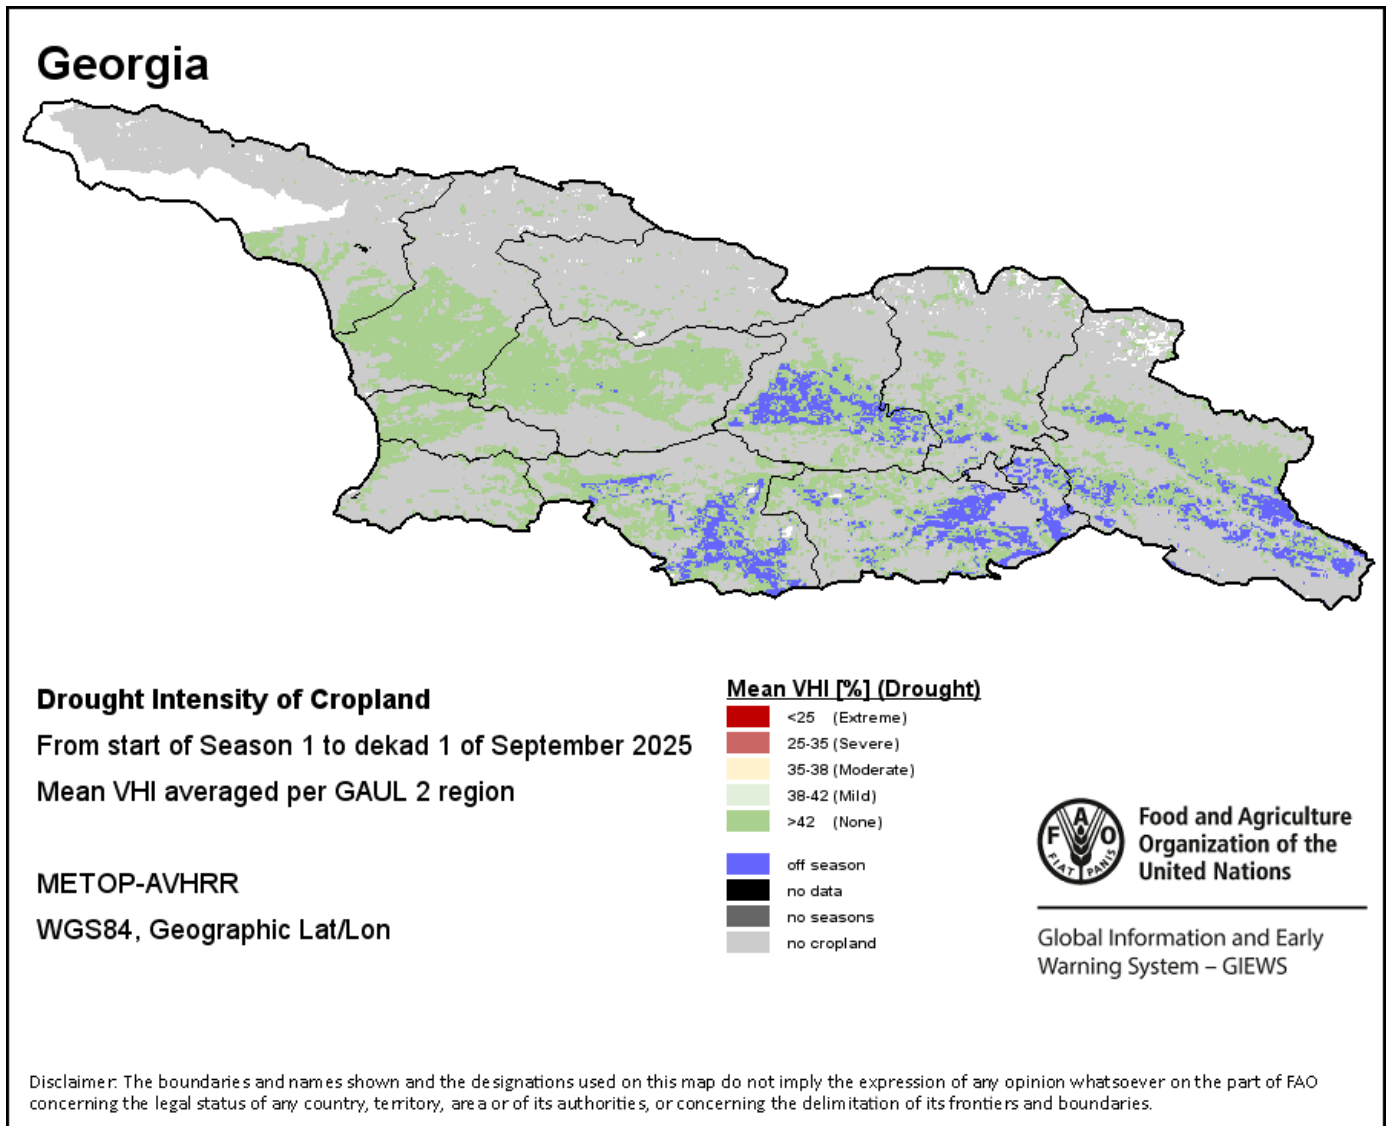 Georgia
Drought Intensity of Cropland
From start of Season 1 to dekad 1 of September 2025
Mean VHI averaged per GAUL 2 region
METOP-AVHRR
WGS84, Geographic Lat/Lon
Mean VHI [%] (Drought)
<25 (Extreme)
25-35 (Severe)
35-38 (Moderate)
38-42 (Mild)
>42 (None)
off season
no data
no seasons
no cropland
F A O
FIAT PANIS
Food and Agriculture
Organization of the
United Nations
Global Information and Early
Warning System – GIEWS
Disclaimer: The boundaries and names shown and the designations used on this map do not imply the expression of any opinion whatsoever on the part of FAO
concerning the legal status of any country, territory, area or of its authorities, or concerning the delimitation of its frontiers and boundaries.